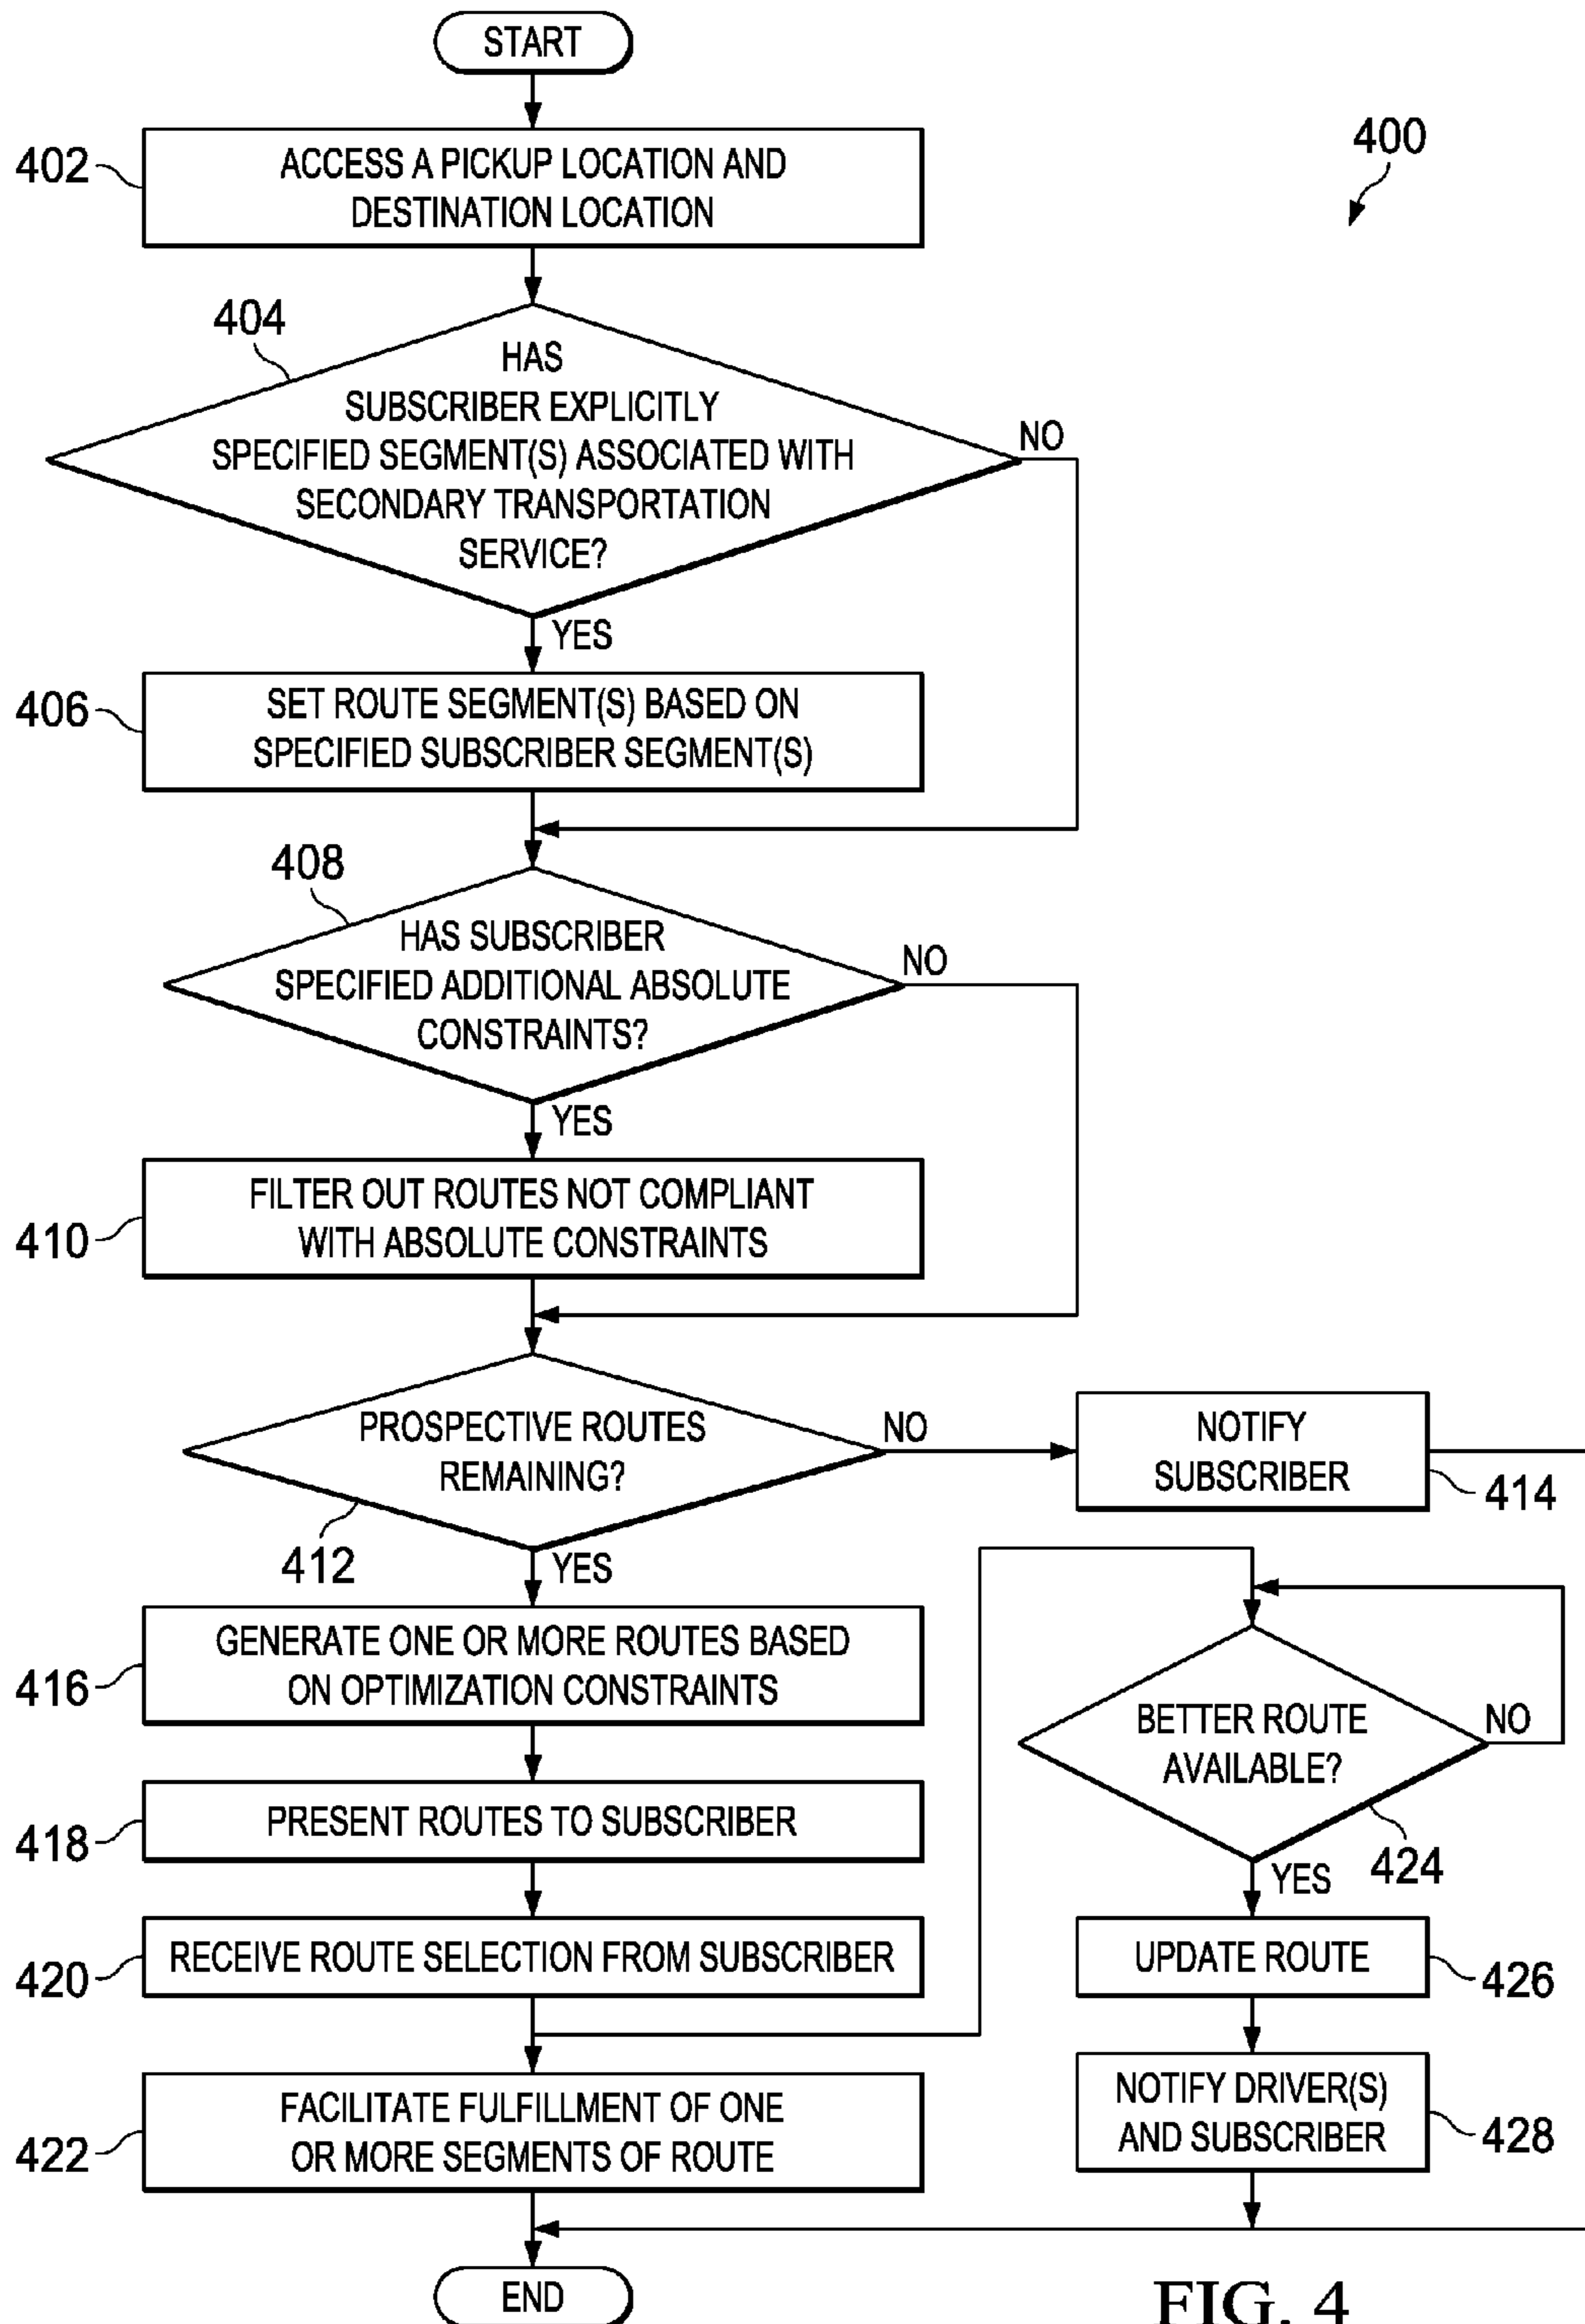 START
400
402
ACCESS A PICKUP LOCATION AND
DESTINATION LOCATION
404
HAS
SUBSCRIBER EXPLICITLY
SPECIFIED SEGMENT(S) ASSOCIATED WITH
SECONDARY TRANSPORTATION
SERVICE?
NO
YES
406
SET ROUTE SEGMENT(S) BASED ON
SPECIFIED SUBSCRIBER SEGMENT(S)
408
HAS SUBSCRIBER
SPECIFIED ADDITIONAL ABSOLUTE
CONSTRAINTS?
NO
YES
410
FILTER OUT ROUTES NOT COMPLIANT
WITH ABSOLUTE CONSTRAINTS
PROSPECTIVE ROUTES
REMAINING?
412
NO
YES
NOTIFY
SUBSCRIBER
414
416
GENERATE ONE OR MORE ROUTES BASED
ON OPTIMIZATION CONSTRAINTS
418
PRESENT ROUTES TO SUBSCRIBER
420
RECEIVE ROUTE SELECTION FROM SUBSCRIBER
422
FACILITATE FULFILLMENT OF ONE
OR MORE SEGMENTS OF ROUTE
BETTER ROUTE
AVAILABLE?
NO
424
YES
UPDATE ROUTE
426
NOTIFY DRIVER(S)
AND SUBSCRIBER
428
END
FIG. 4